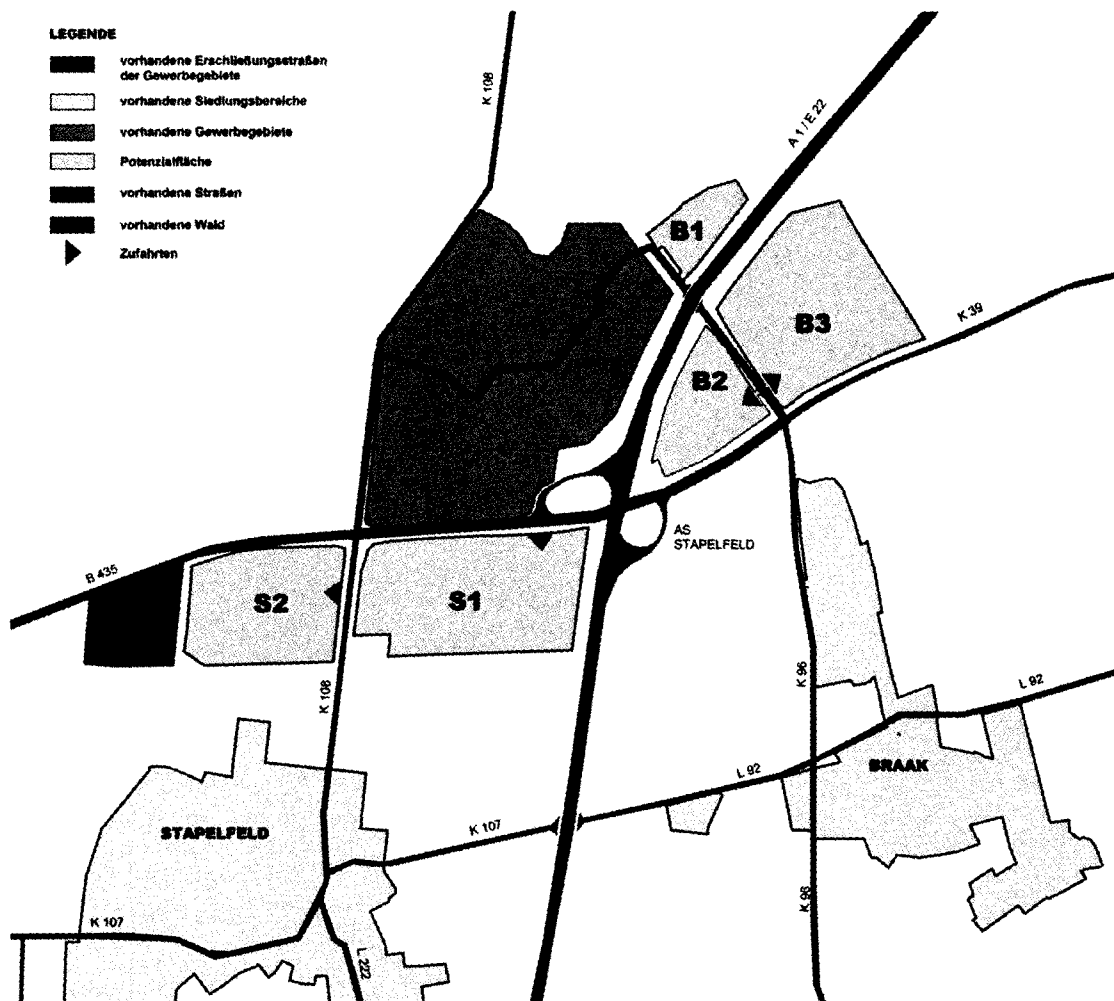 LEGENDE
vorhandene Erschließungsstraßen
der Gewerbegebiete
vorhandene Siedlungsbereiche
vorhandene Gewerbegebiete
Potenzialfläche
vorhandene Straßen
vorhandene Wald
Zufahrten
K 108
A 1 / E 22
B1
B3
K 39
B2
AS
STAPELFELD
B 435
S2
S1
K 108
K 96
L 92
BRAAK
L 92
STAPELFELD
K 107
K 96
K 107
L 222